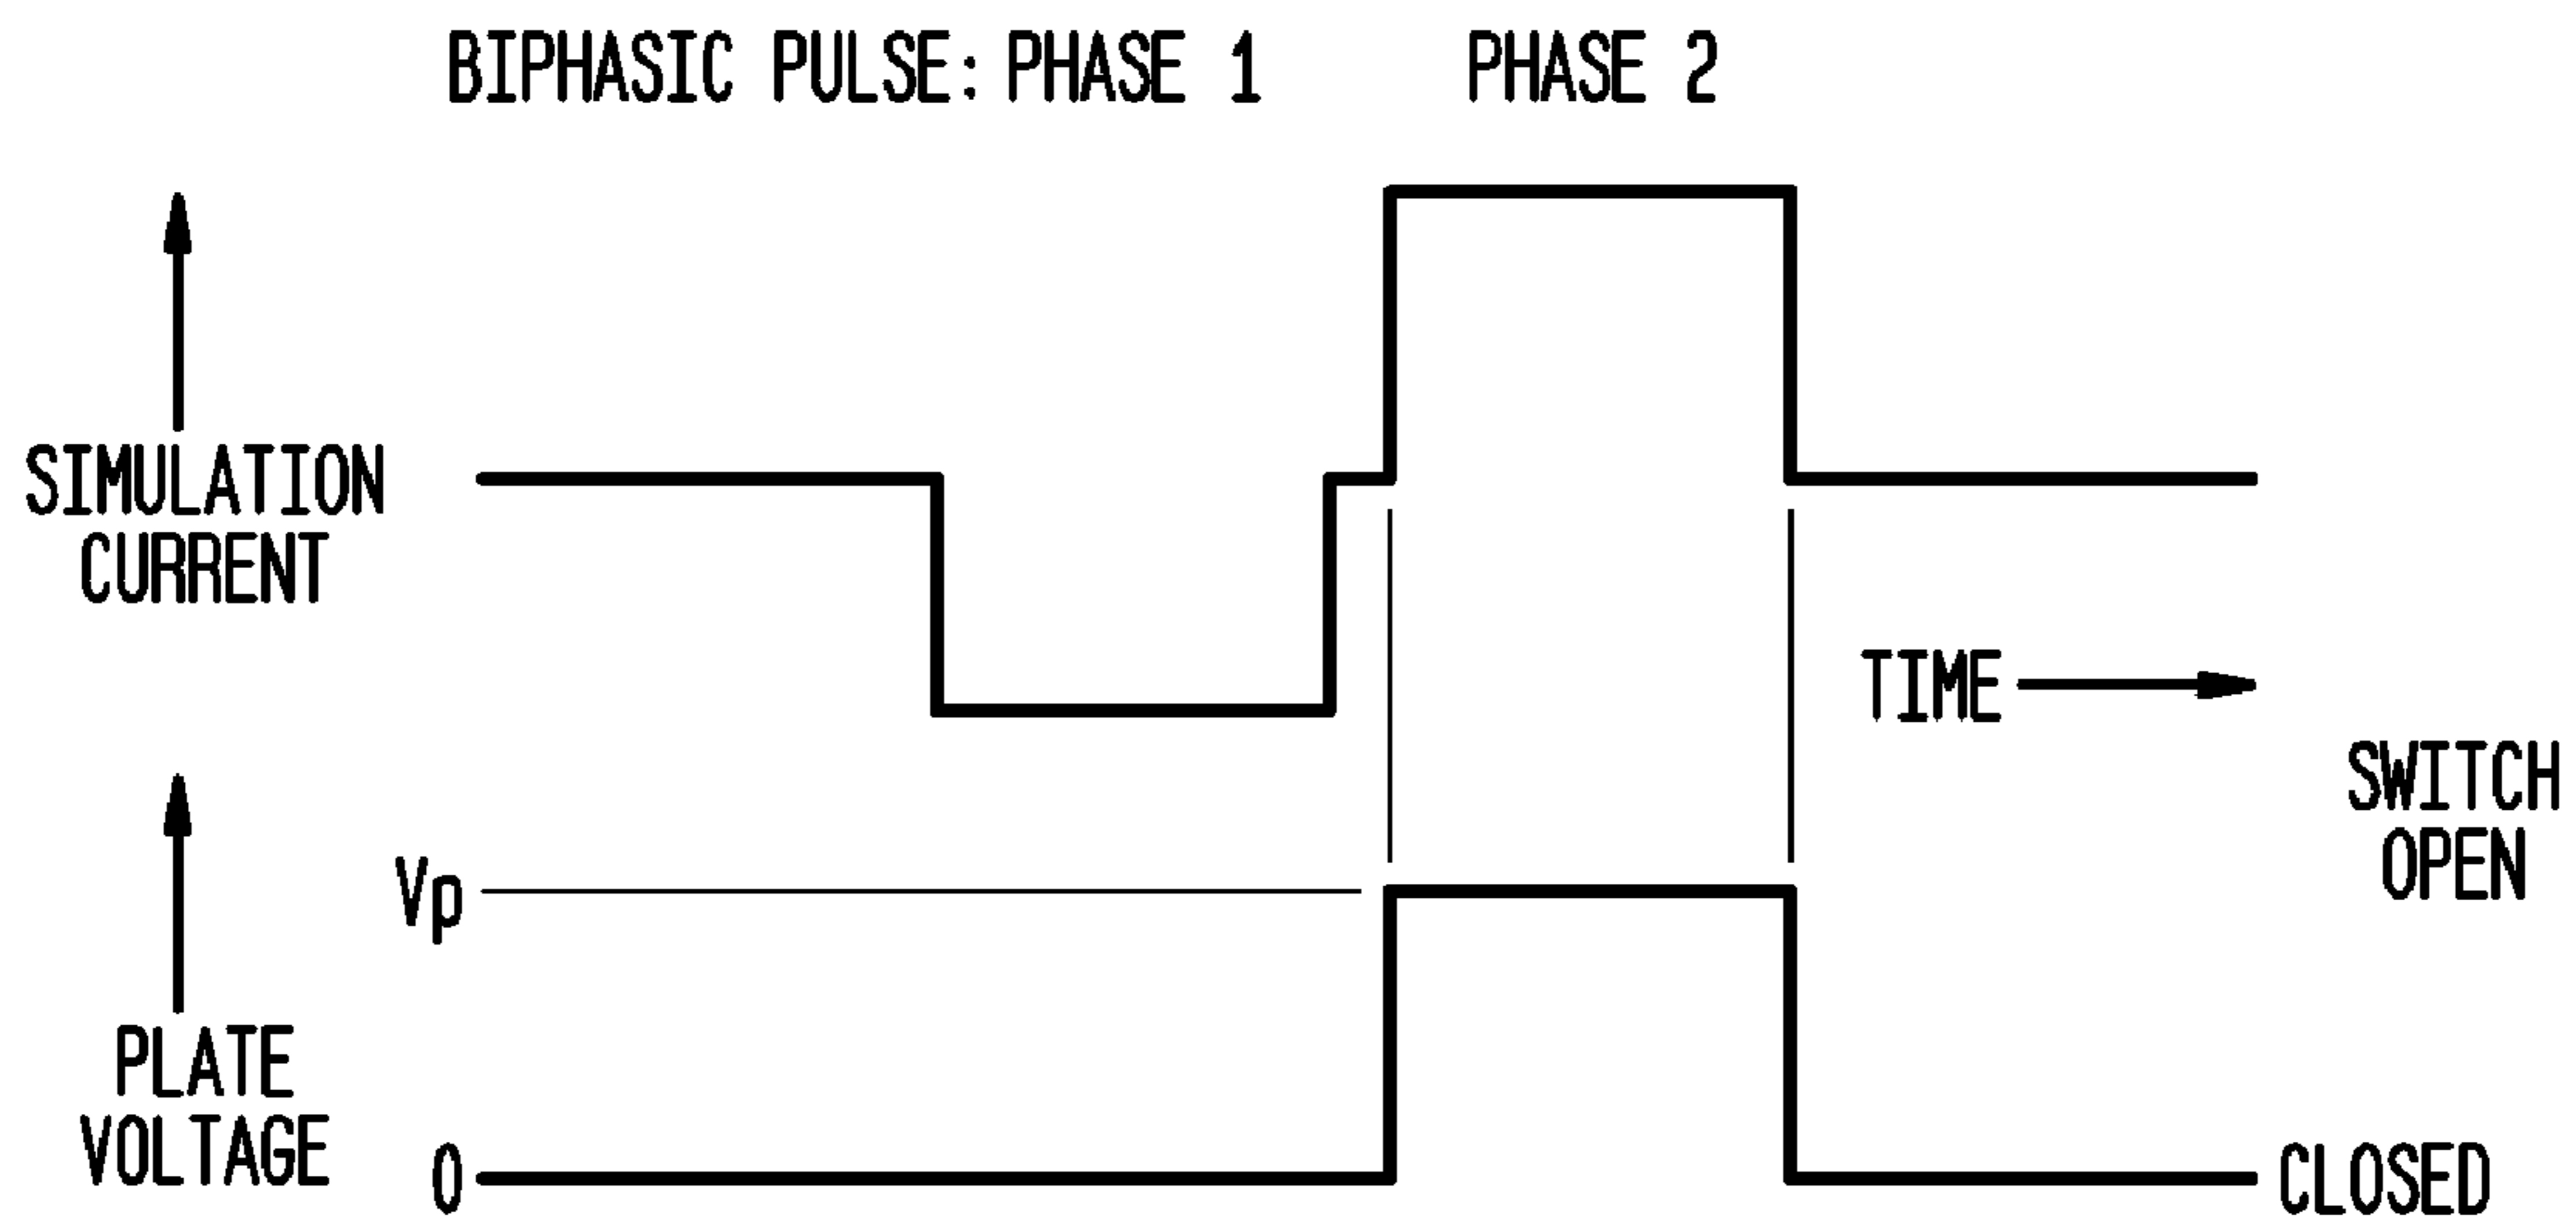 BIPHASIC PULSE: PHASE 1 PHASE 2
SIMULATION
CURRENT
TIME
SWITCH
OPEN
Vp
PLATE
VOLTAGE
0
CLOSED